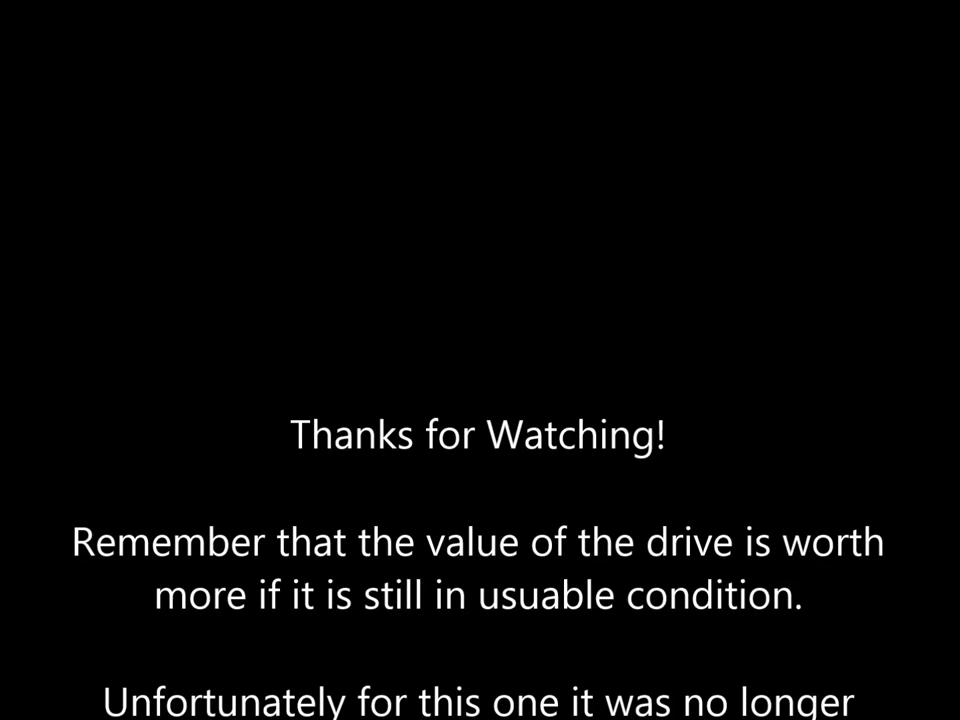 Thanks for Watching!
Remember that the value of the drive is worth
more if it is still in usuable condition.
Unfortunately for this one it was no longer